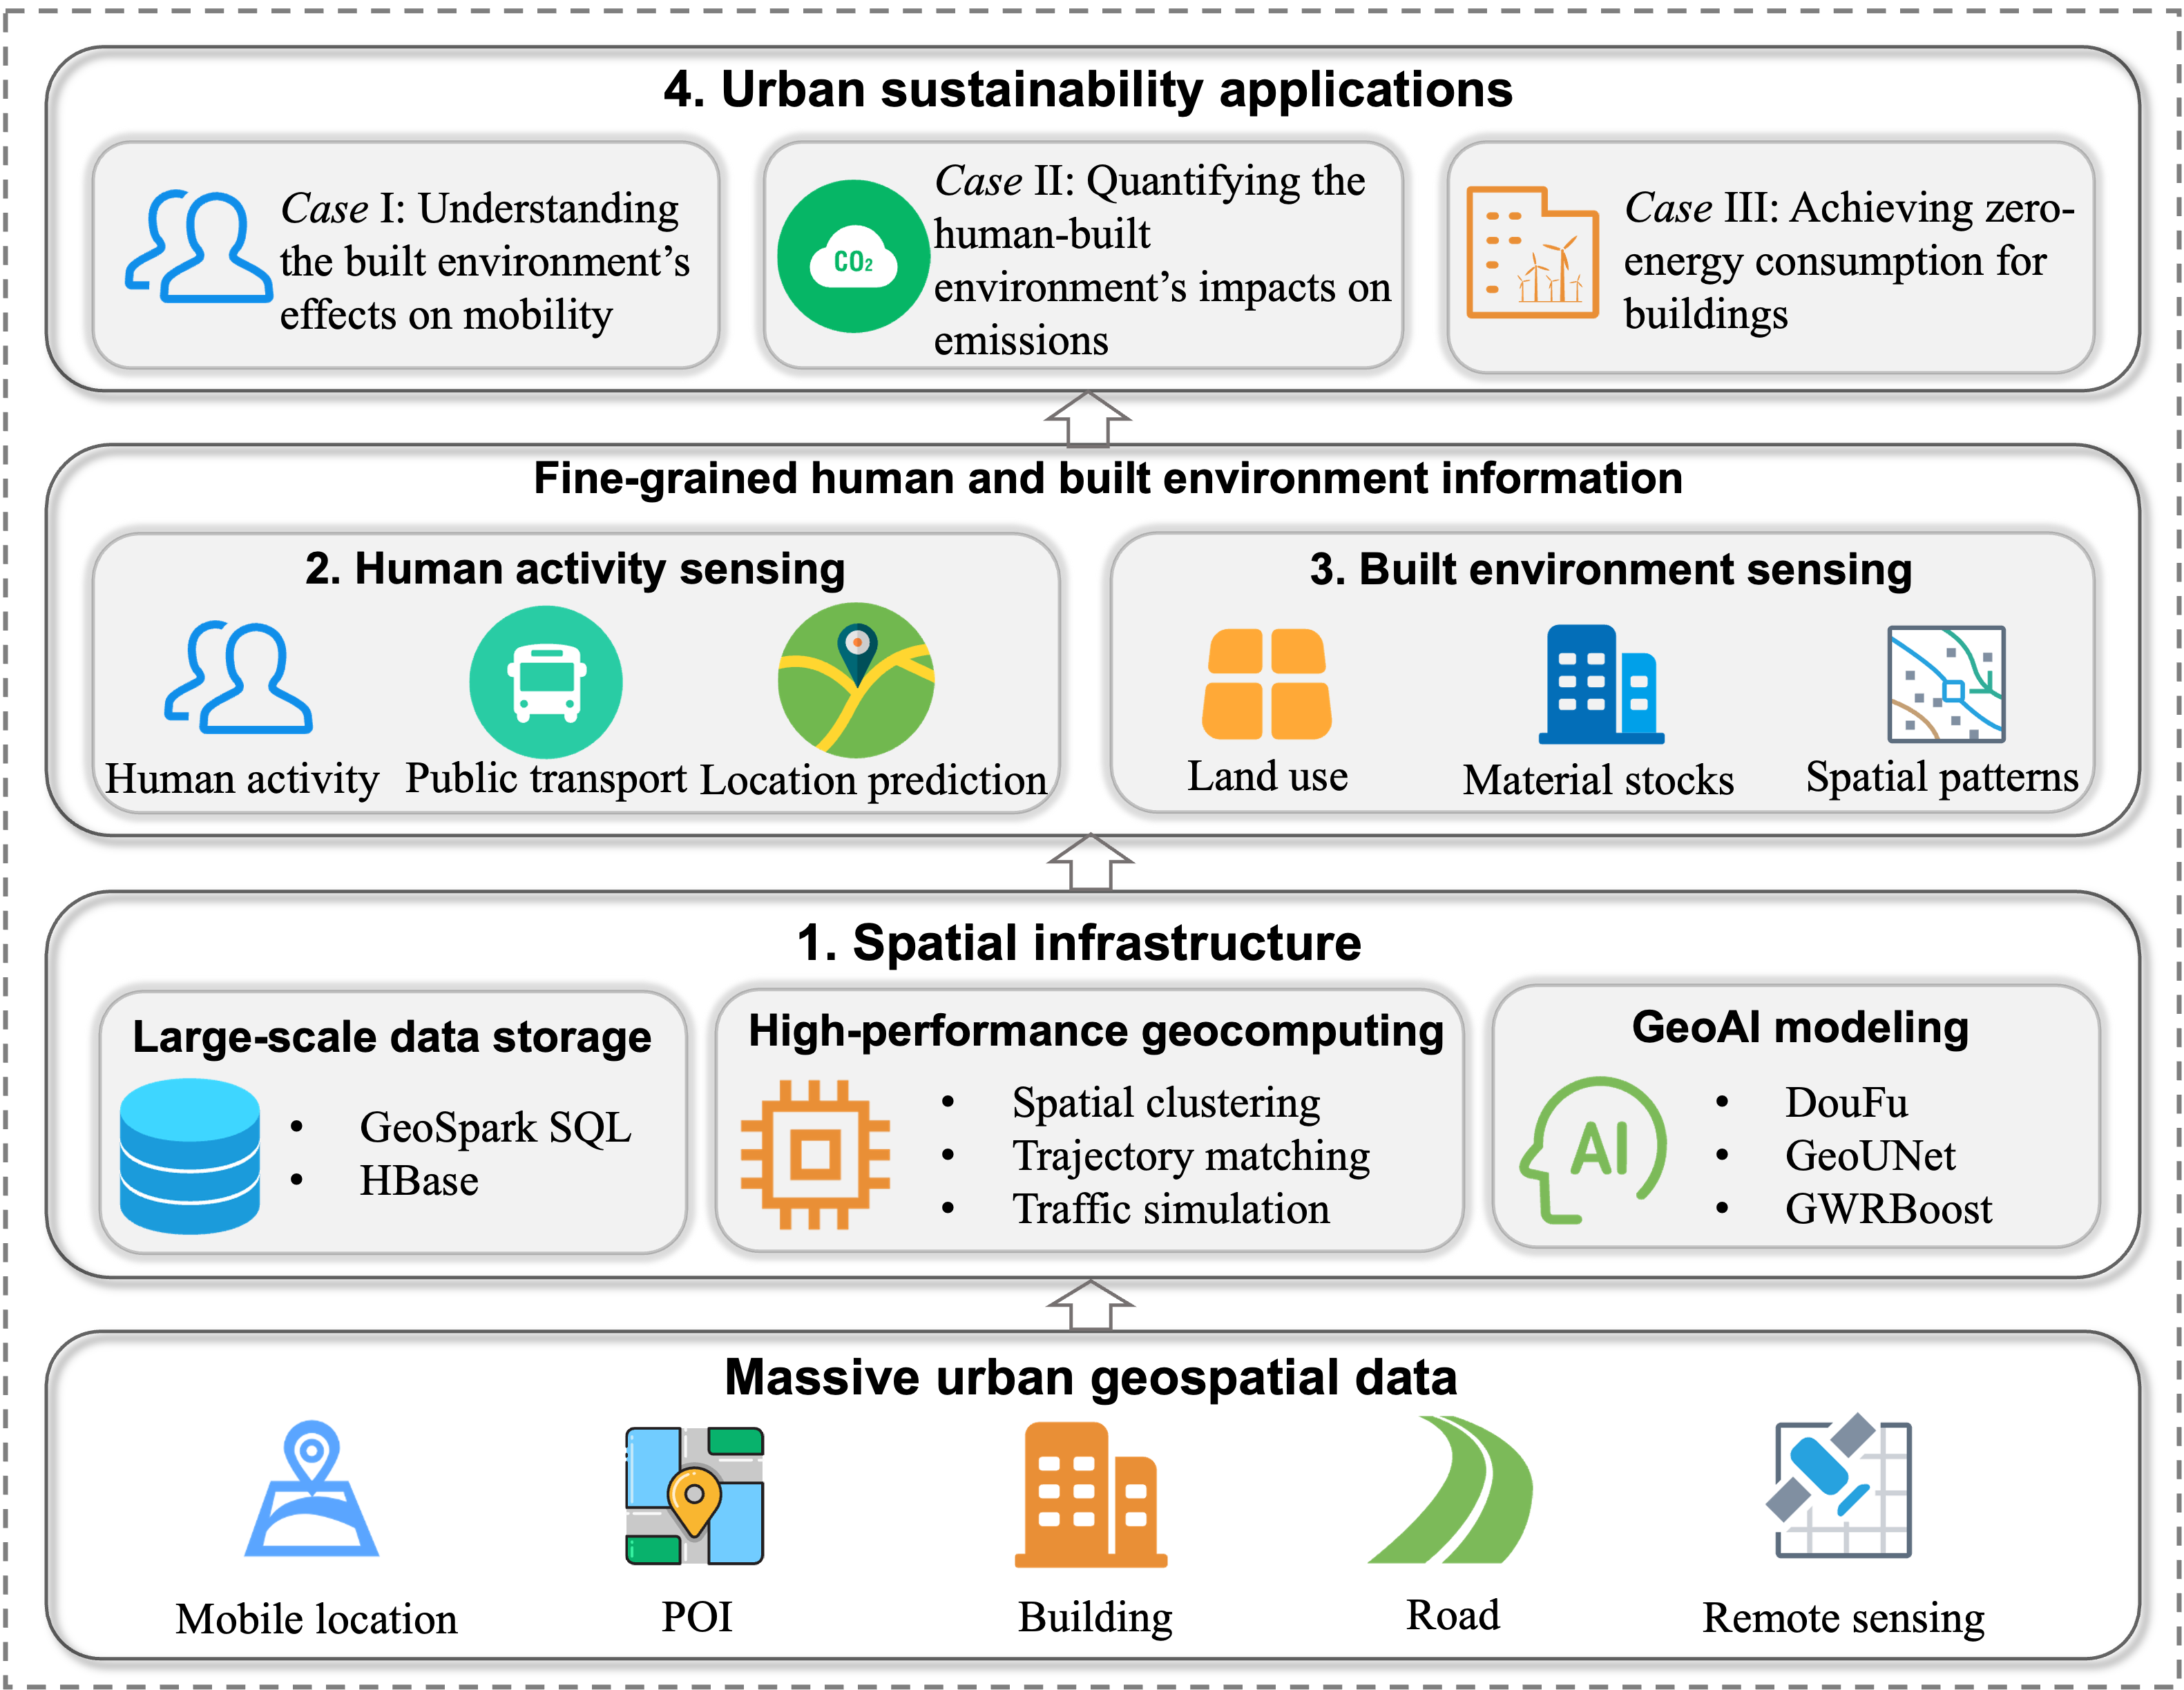 4. Urban sustainability applications
Case I: Understanding
the built environment’s
effects on mobility
CO₂
Case II: Quantifying the
human-built
environment’s impacts on
emissions
Case III: Achieving zero-
energy consumption for
buildings
Fine-grained human and built environment information
2. Human activity sensing
Human activity
Public transport
Location prediction
3. Built environment sensing
Land use
Material stocks
Spatial patterns
1. Spatial infrastructure
Large-scale data storage
• GeoSpark SQL
• HBase
High-performance geocomputing
• Spatial clustering
• Trajectory matching
• Traffic simulation
GeoAI modeling
AI
• DouFu
• GeoUNet
• GWRBoost
Massive urban geospatial data
Mobile location
POI
Building
Road
Remote sensing